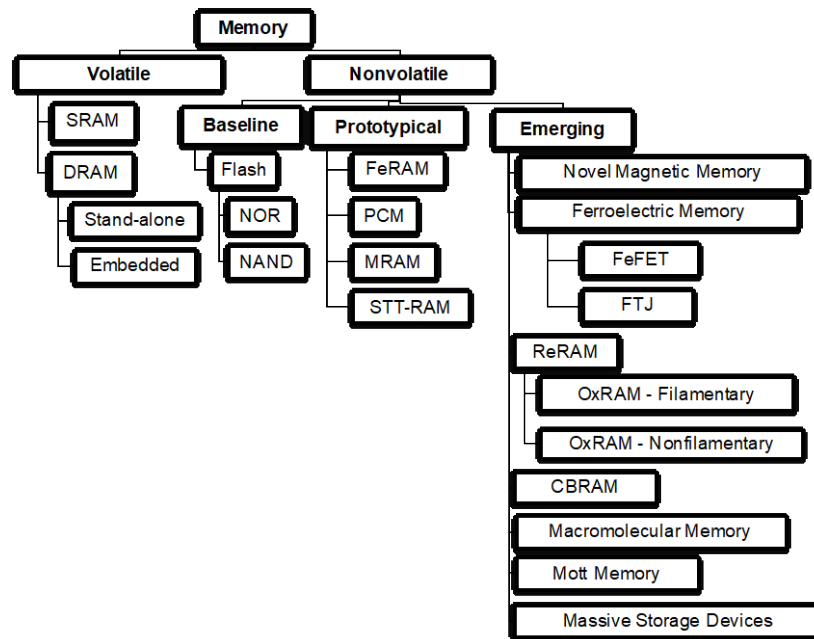 Memory
Volatile
Nonvolatile
SRAM
DRAM
Stand-alone
Embedded
Baseline
Flash
NOR
NAND
Prototypical
FeRAM
PCM
MRAM
STT-RAM
Emerging
Novel Magnetic Memory
Ferroelectric Memory
FeFET
FTJ
ReRAM
OxRAM - Filamentary
OxRAM - Nonfilamentary
CBRAM
Macromolecular Memory
Mott Memory
Massive Storage Devices